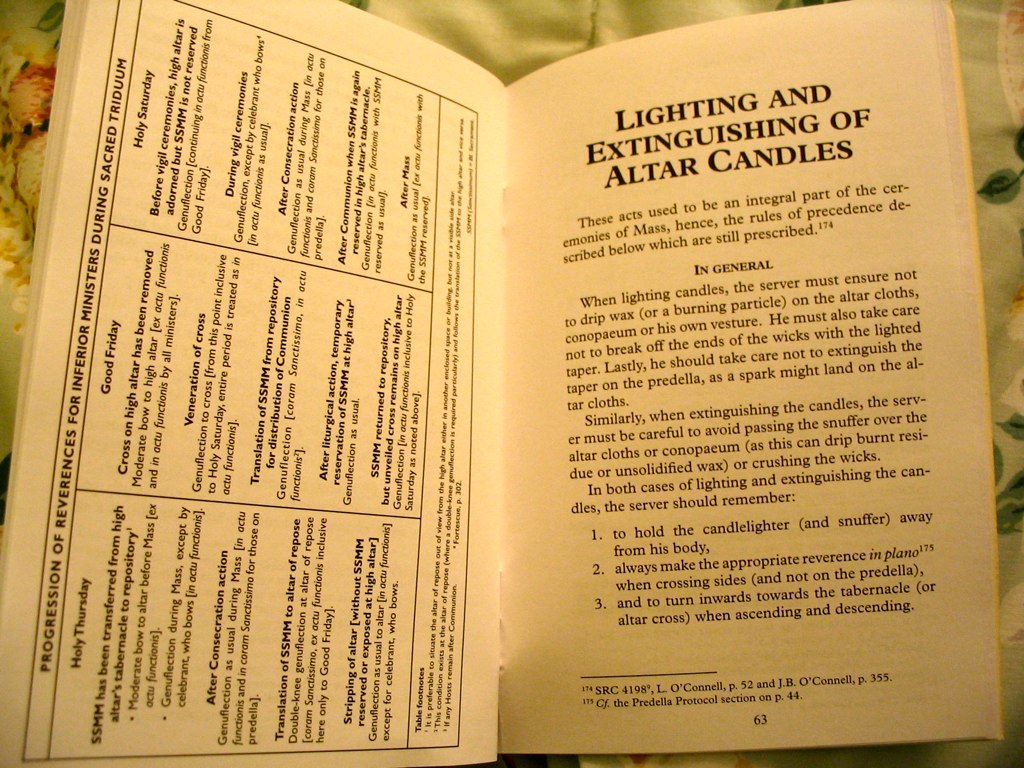 PROGRESSION OF REVERENCES FOR INFERIOR MINISTERS DURING SACRED TRIDUUM
Holy Thursday
SSMM has been transferred from high
altar's tabernacle to repository¹
• Moderate bow to altar before Mass [ex
actu functionis].
• Genuflection during Mass, except by
celebrant, who bows [in actu functionis].
After Consecration action
Genuflection as usual during Mass [in actu
functionis and in coram Sanctissimo for those on
predella].
Translation of SSMM to altar of repose
Double-knee genuflection at altar of repose
[coram Sanctissimo, ex actu functionis inclusive
here only to Good Friday].
Stripping of altar [without SSMM
reserved or exposed at high altar]
Genuflection as usual to altar [in actu functionis]
except for celebrant, who bows.
Good Friday
Cross on high altar has been removed
Moderate bow to high altar [ex actu functionis
and in actu functionis by all ministers].
Veneration of cross
Genuflection to cross [from this point inclusive
to Holy Saturday, entire period is treated as in
actu functionis].
Translation of SSMM from repository
for distribution of Communion
Genuflection [coram Sanctissimo, in actu
functionis²].
After liturgical action, temporary
reservation of SSMM at high altar³
Genuflection as usual.
SSMM returned to repository,
but unveiled cross remains on high altar
Genuflection [in actu functionis inclusive to Holy
Saturday as noted above].
Holy Saturday
Before vigil ceremonies, high altar is
adorned but SSMM is not reserved
Genuflection [continuing in actu functionis from
Good Friday].
During vigil ceremonies
Genuflection, except by celebrant who bows⁴
[in actu functionis as usual].
After Consecration action
Genuflection as usual during Mass [in actu
functionis and coram Sanctissimo for those on
predella].
After Communion when SSMM is again
reserved in high altar's tabernacle.
Genuflection [in actu functionis with SSMM
reserved as usual].
After Mass
Genuflection as usual [ex actu functionis with
the SSMM reserved].
Table footnotes
¹ It is preferable to situate the altar of repose out of view from the high altar either in another enclosed space or building, but not at a visible side altar.
² This condition exists at the altar of repose (where a double-knee genuflection is required particularly) and follows the translation of the SSMM to the high altar and vice versa.
³ If any Hosts remain after Communion.
⁴ Fortescue, p. 302.
SSMM (Sanctissimum) = Bl. Sacrament.
LIGHTING AND
EXTINGUISHING OF
ALTAR CANDLES
These acts used to be an integral part of the cer-
emonies of Mass, hence, the rules of precedence de-
scribed below which are still prescribed.¹⁷⁴
IN GENERAL
When lighting candles, the server must ensure not
to drip wax (or a burning particle) on the altar cloths,
conopaeum or his own vesture. He must also take care
not to break off the ends of the wicks with the lighted
taper. Lastly, he should take care not to extinguish the
taper on the predella, as a spark might land on the al-
tar cloths.
Similarly, when extinguishing the candles, the serv-
er must be careful to avoid passing the snuffer over the
altar cloths or conopaeum (as this can drip burnt resi-
due or unsolidified wax) or crushing the wicks.
In both cases of lighting and extinguishing the can-
dles, the server should remember:
1. to hold the candlelighter (and snuffer) away
from his body,
2. always make the appropriate reverence in plano¹⁷⁵
when crossing sides (and not on the predella),
3. and to turn inwards towards the tabernacle (or
altar cross) when ascending and descending.
¹⁷⁴ SRC 4198⁹, L. O'Connell, p. 52 and J.B. O'Connell, p. 355.
¹⁷⁵ Cf. the Predella Protocol section on p. 44.
63